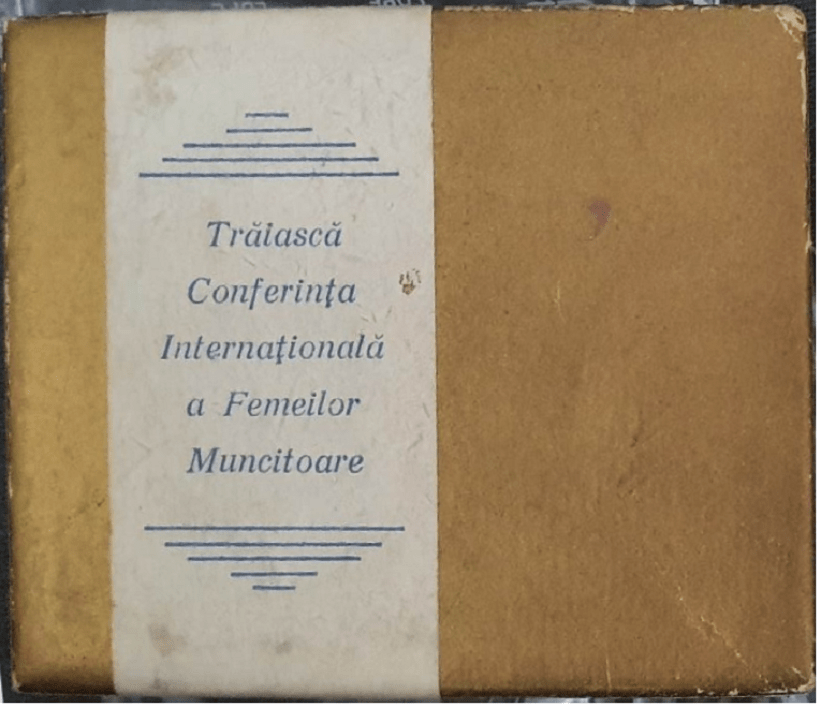 Trăiască
Conferința
Internațională
a Femeilor
Muncitoare